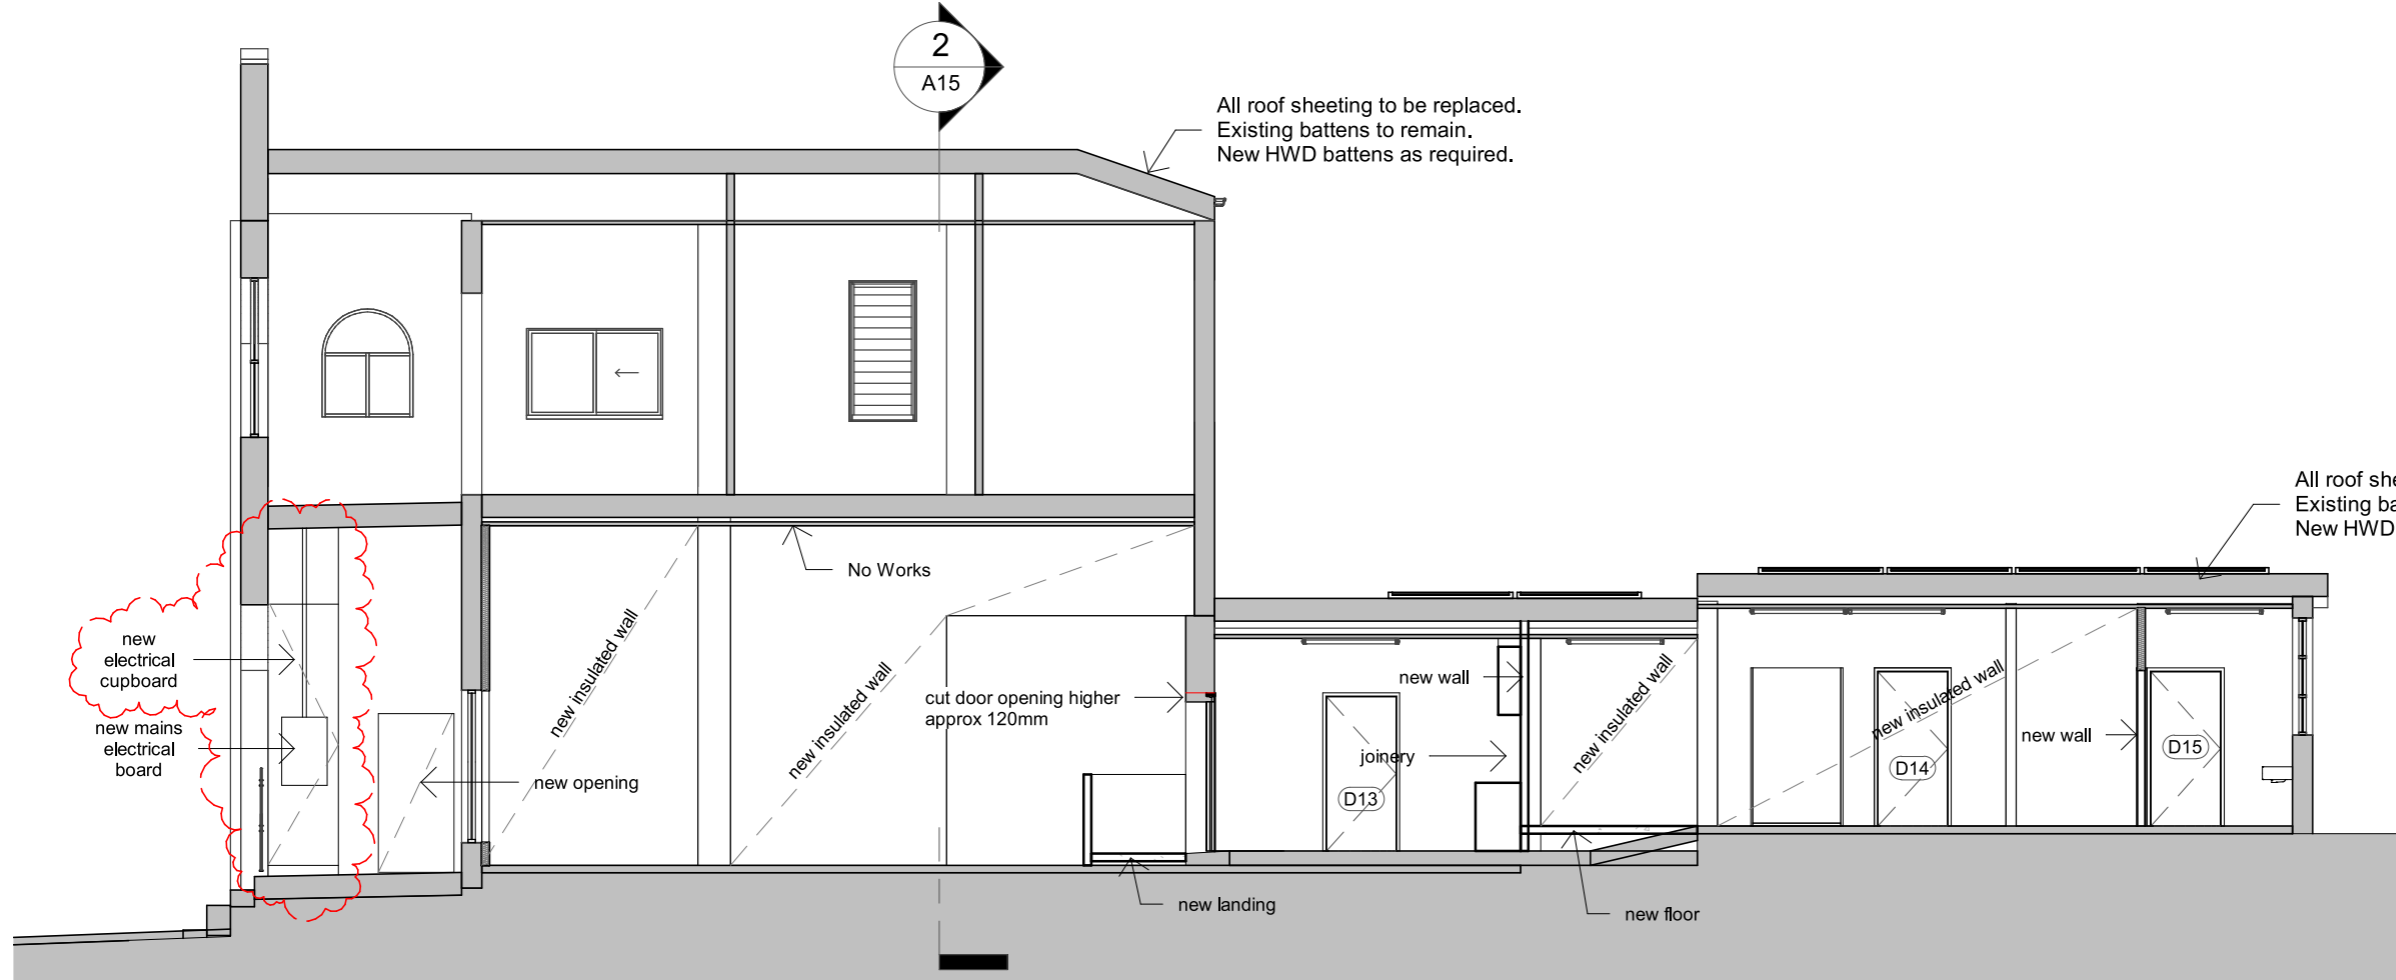 2
A15
All roof sheeting to be replaced.
Existing battens to remain.
New HWD battens as required.
All roof she
Existing ba
New HWD
No Works
new
electrical
cupboard
new mains
electrical
board
new opening
new insulated wall
new insulated wall
cut door opening higher
approx 120mm
new landing
D13
joinery
new wall
new insulated wall
new floor
new insulated wall
D14
new wall
D15